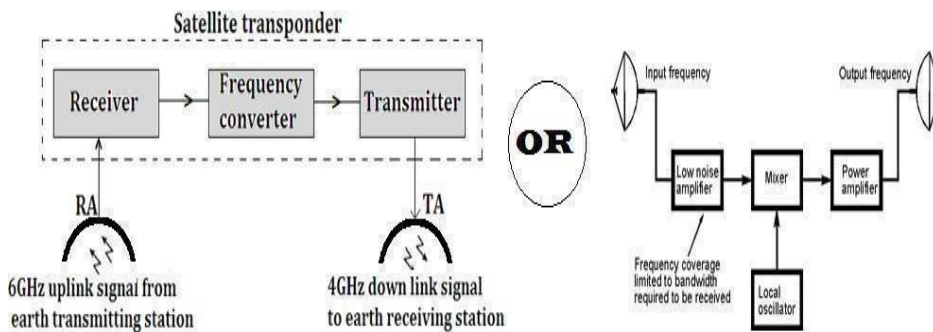 Satellite transponder
Receiver
Frequency
converter
Transmitter
RA
TA
6GHz uplink signal from
earth transmitting station
4GHz down link signal
to earth receiving station
OR
Input frequency
Output frequency
Low noise
amplifier
Mixer
Power
amplifier
Frequency coverage
limited to bandwidth
required to be received
Local
oscillator